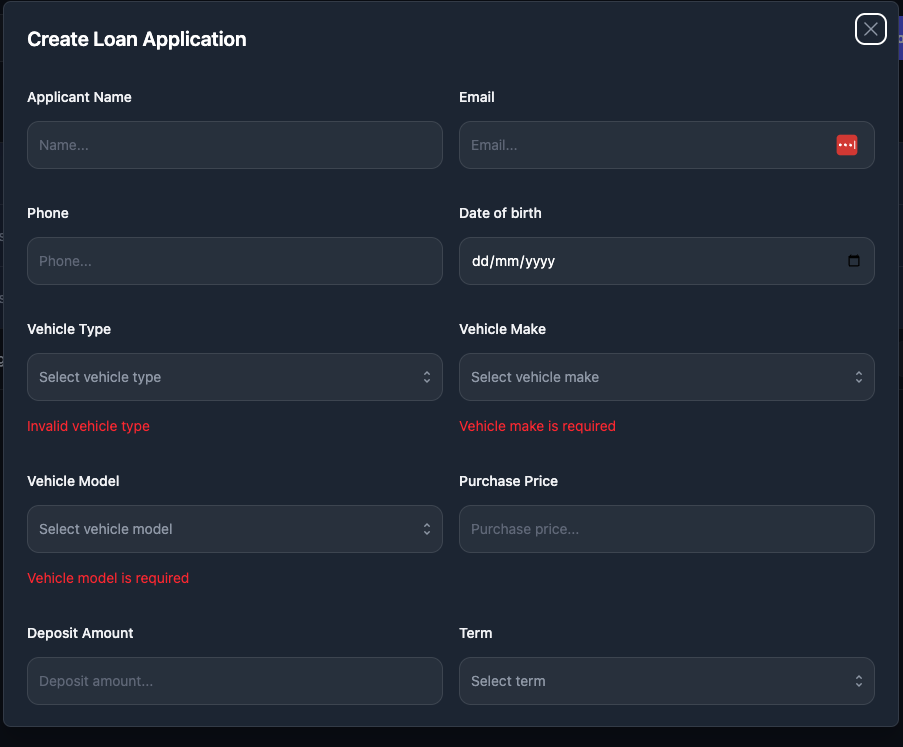 Create Loan Application
Applicant Name
Email
Name...
Email...
Phone
Date of birth
Phone...
dd/mm/yyyy
Vehicle Type
Vehicle Make
Select vehicle type
Select vehicle make
Invalid vehicle type
Vehicle make is required
Vehicle Model
Purchase Price
Select vehicle model
Purchase price...
Vehicle model is required
Deposit Amount
Term
Deposit amount...
Select term